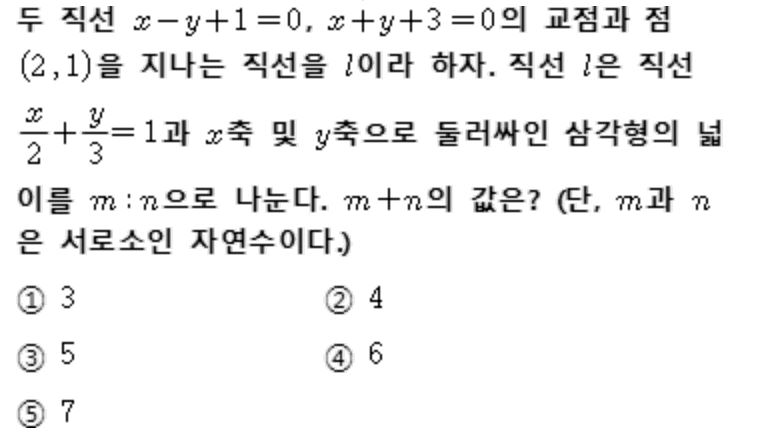 두 직선 x−y+1=0, x+y+3=0의 교점과 점
(2,1)을 지나는 직선을 l이라 하자. 직선 l은 직선
x/2+y/3=1과 x축 및 y축으로 둘러싸인 삼각형의 넓
이를 m:n으로 나눈다. m+n의 값은? (단, m과 n
은 서로소인 자연수이다.)
① 3 ② 4
③ 5 ④ 6
⑤ 7